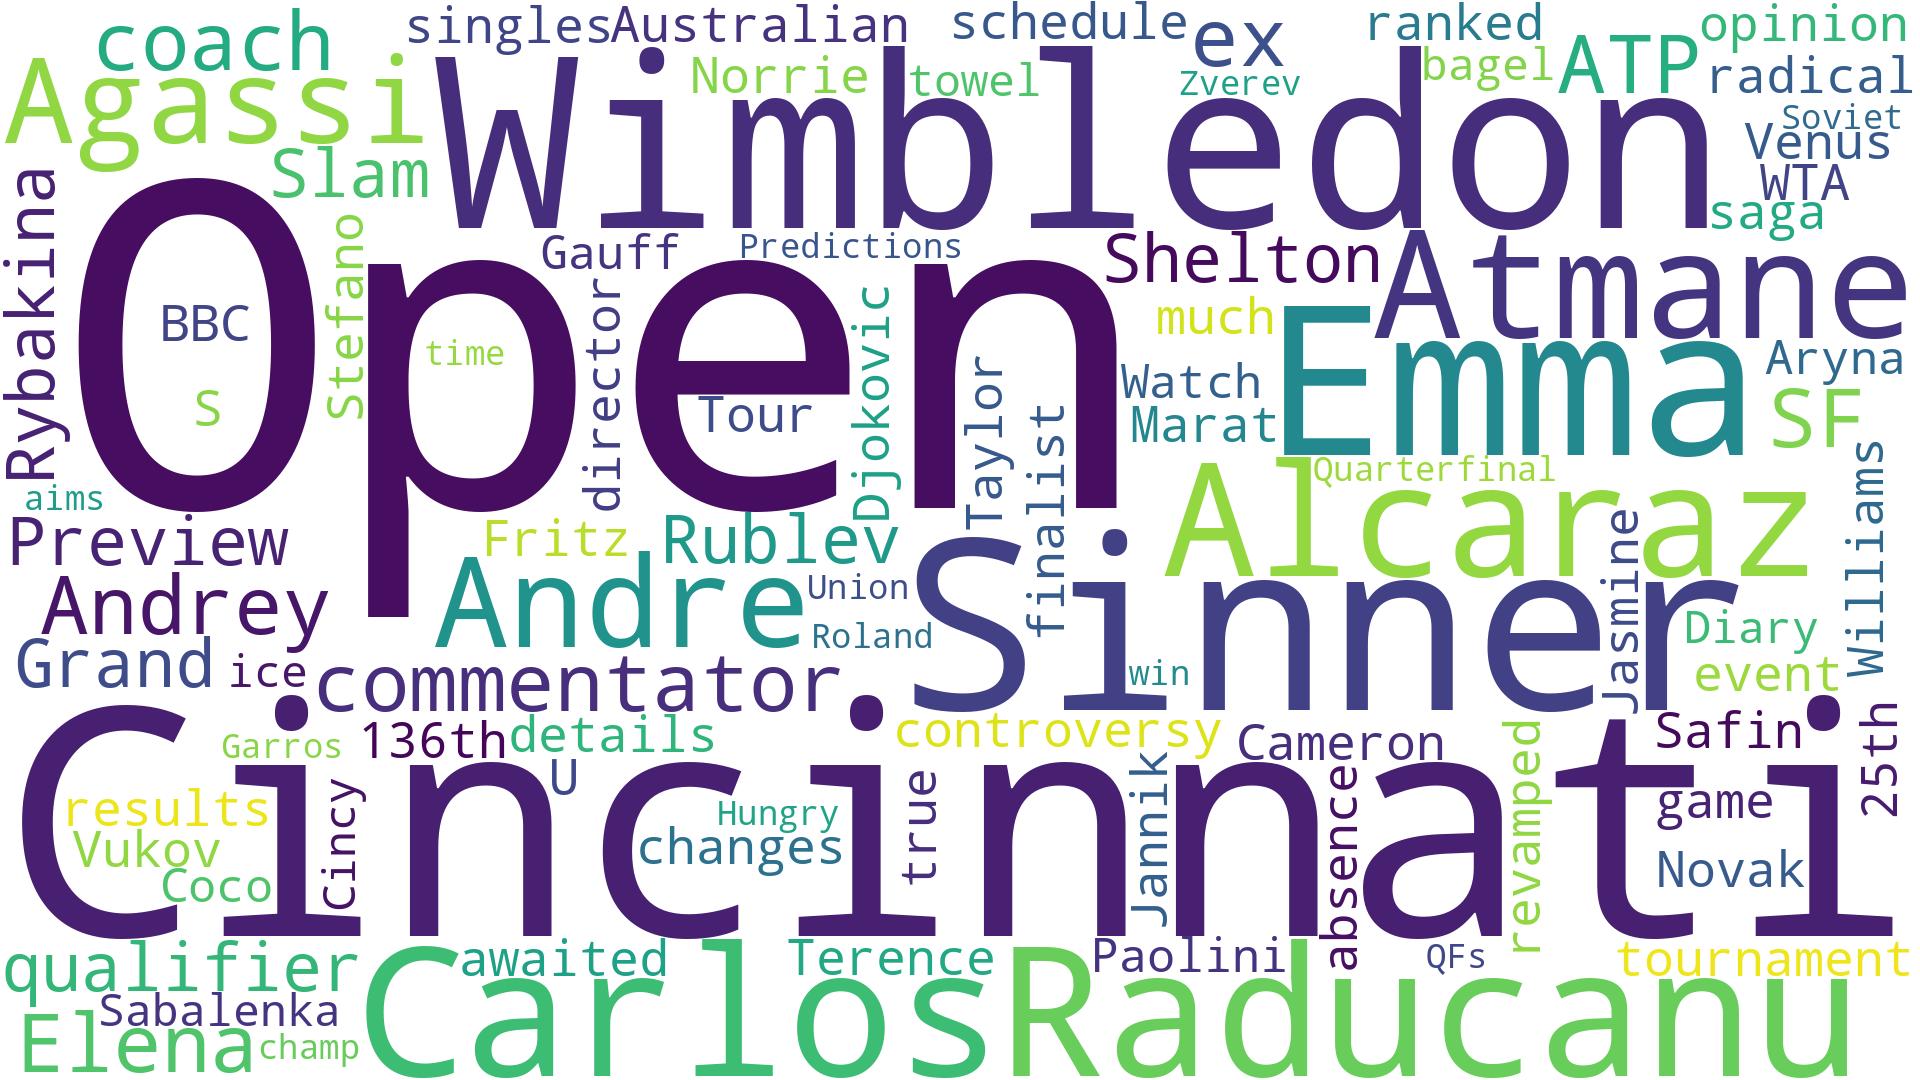 coach
singles
Australian
schedule
ex
ranked
ATP
opinion
Agassi
Wimbledon
Norrie
towel
Zverev
bagel
radical
Soviet
Venus
WTA
saga
Slam
Rybakina
Open
Stefano
BBC
S
time
Gauff
Predictions
director
Tour
Djokovic
Shelton
Atmane
much
Emma
Watch
Marat
Aryna
SF
Taylor
finalist
Alcaraz
Quarterfinal
Williams
aims
Preview
Fritz
Rublev
Andrey
Andre
Union
Roland
Sinner
win
Jasmine
Diary
event
Grand
ice
commentator
Cincinnati
Garros
136th
details
U
controversy
Cameron
Safin
25th
results
Vukov
Coco
Cincy
Hungry
changes
true
Jannik
absence
revamped
game
Novak
qualifier
Sabalenka
Elena
champ
Carlos
awaited
Terence
Raducanu
Paolini
QFs
tournament